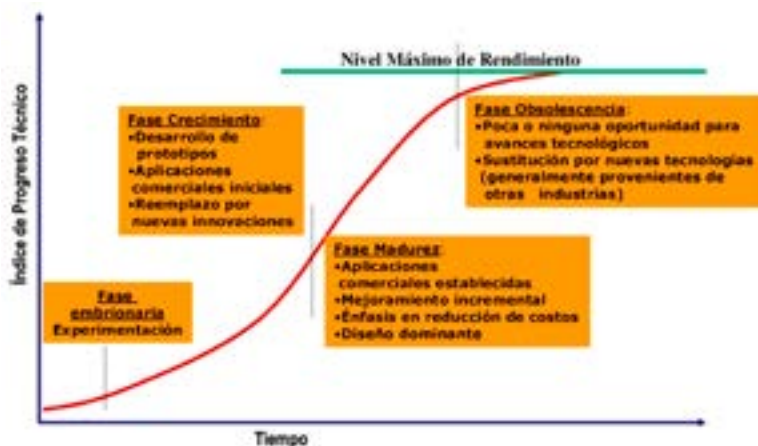 Nivel Máximo de Rendimiento
Índice de Progreso Técnico
Fase Crecimiento:
•Desarrollo de
prototipos
•Aplicaciones
comerciales iniciales
•Reemplazo por
nuevas innovaciones
Fase Obsolescencia:
•Poca o ninguna oportunidad para
avances tecnológicos
•Sustitución por nuevas tecnologías
(generalmente provenientes de
otras industrias)
Fase Madurez:
•Aplicaciones
comerciales establecidas
•Mejoramiento incremental
•Énfasis en reducción de costos
•Diseño dominante
Fase
embrionaria
Experimentación
Tiempo